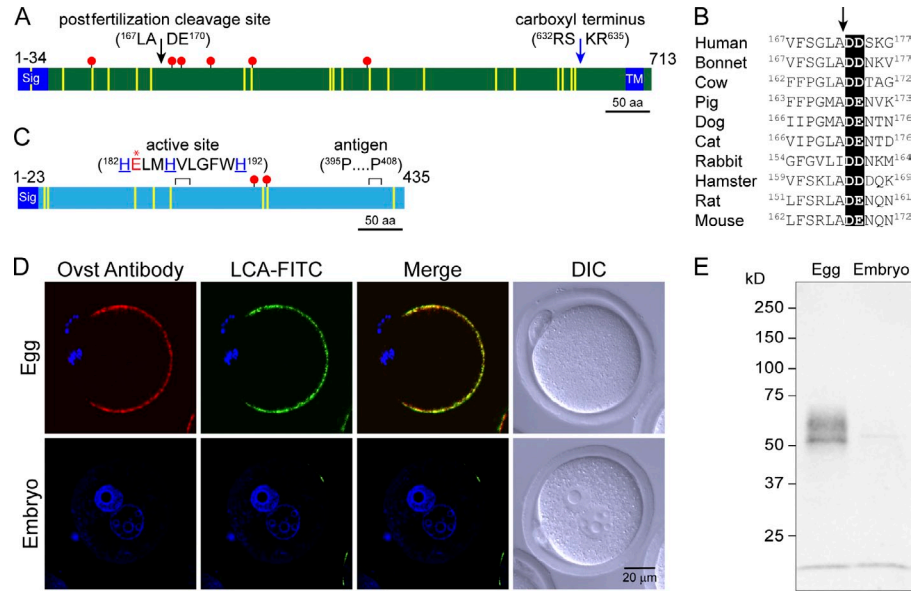 A
postfertilization cleavage site
(¹⁶⁷LA DE¹⁷⁰)
carboxyl terminus
(⁶³²RS KR⁶³⁵)
1-34
713
Sig
TM
50 aa
B
Human ¹⁶⁷VFSGLADDSKG¹⁷⁷
Bonnet ¹⁶⁷VFSGLADDNKV¹⁷⁷
Cow ¹⁶²FFPGLADDTAG¹⁷²
Pig ¹⁶³FFPGMADENVK¹⁷³
Dog ¹⁶⁶IIPGMADENTN¹⁷⁶
Cat ¹⁶⁶IIPGLADENTD¹⁷⁶
Rabbit ¹⁵⁴GFGVLIDDNKM¹⁶⁴
Hamster ¹⁵⁹VFSKLADDDQK¹⁶⁹
Rat ¹⁵¹LFSRLADENQN¹⁶¹
Mouse ¹⁶²LFSRLADENQN¹⁷²
C
active site
*
(¹⁸²HELMHVLGFWH¹⁹²)
antigen
(³⁹⁵P....P⁴⁰⁸)
1-23
435
Sig
50 aa
D
Ovst Antibody LCA-FITC Merge DIC
Egg
Embryo
20 µm
E
kD Egg Embryo
250
150
100
75
50
37
25